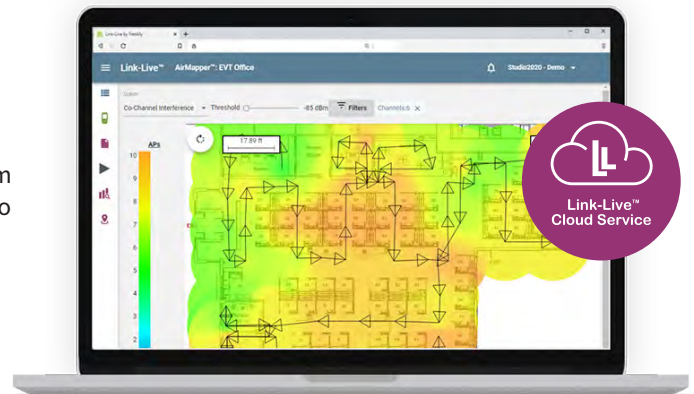 Link-Live by NetAlly
Link-Live™ AirMapper™: EVT Office
Studio2020 - Demo
Co-Channel Interference Threshold -85 dBm Filters Channels:6 ×
APs
17.89 ft
10
9
8
7
6
5
4
3
2
m
o
LL
Link-Live™
Cloud Service